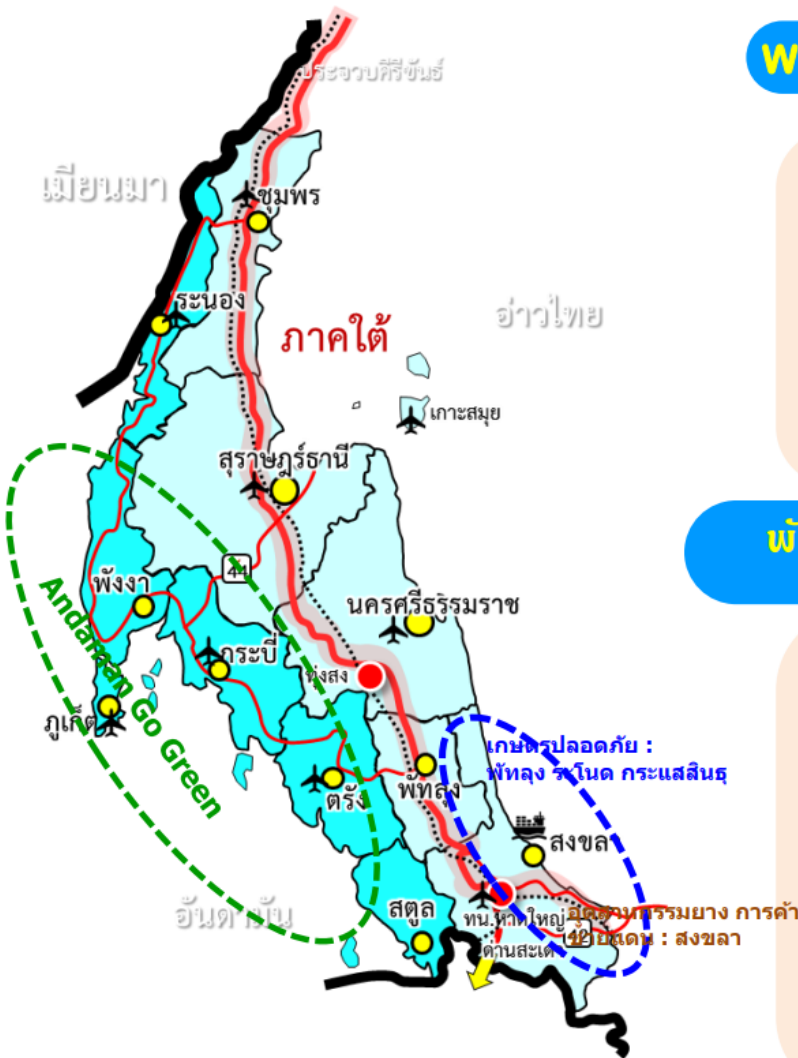 ประจวบคีรีขันธ์
พ
เมียนมา
ชุมพร
ระนอง
อ่าวไทย
ภาคใต้
เกาะสมุย
สุราษฎร์ธานี
พั
44
พังงา
นครศรีธรรมราช
Andaman Go Green
กระบี่
ทุ่งสง
ภูเก็ต
เกษตรปลอดภัย :
พัทลุง ระโนด กระแสสินธุ
พัทลุง
ตรัง
สงขลา
อันดามัน
สตูล
ทน.หาดใหญ่
อุตสาหกรรมยาง การค้า
ชายแดน : สงขลา
42
ด่านสะเดา